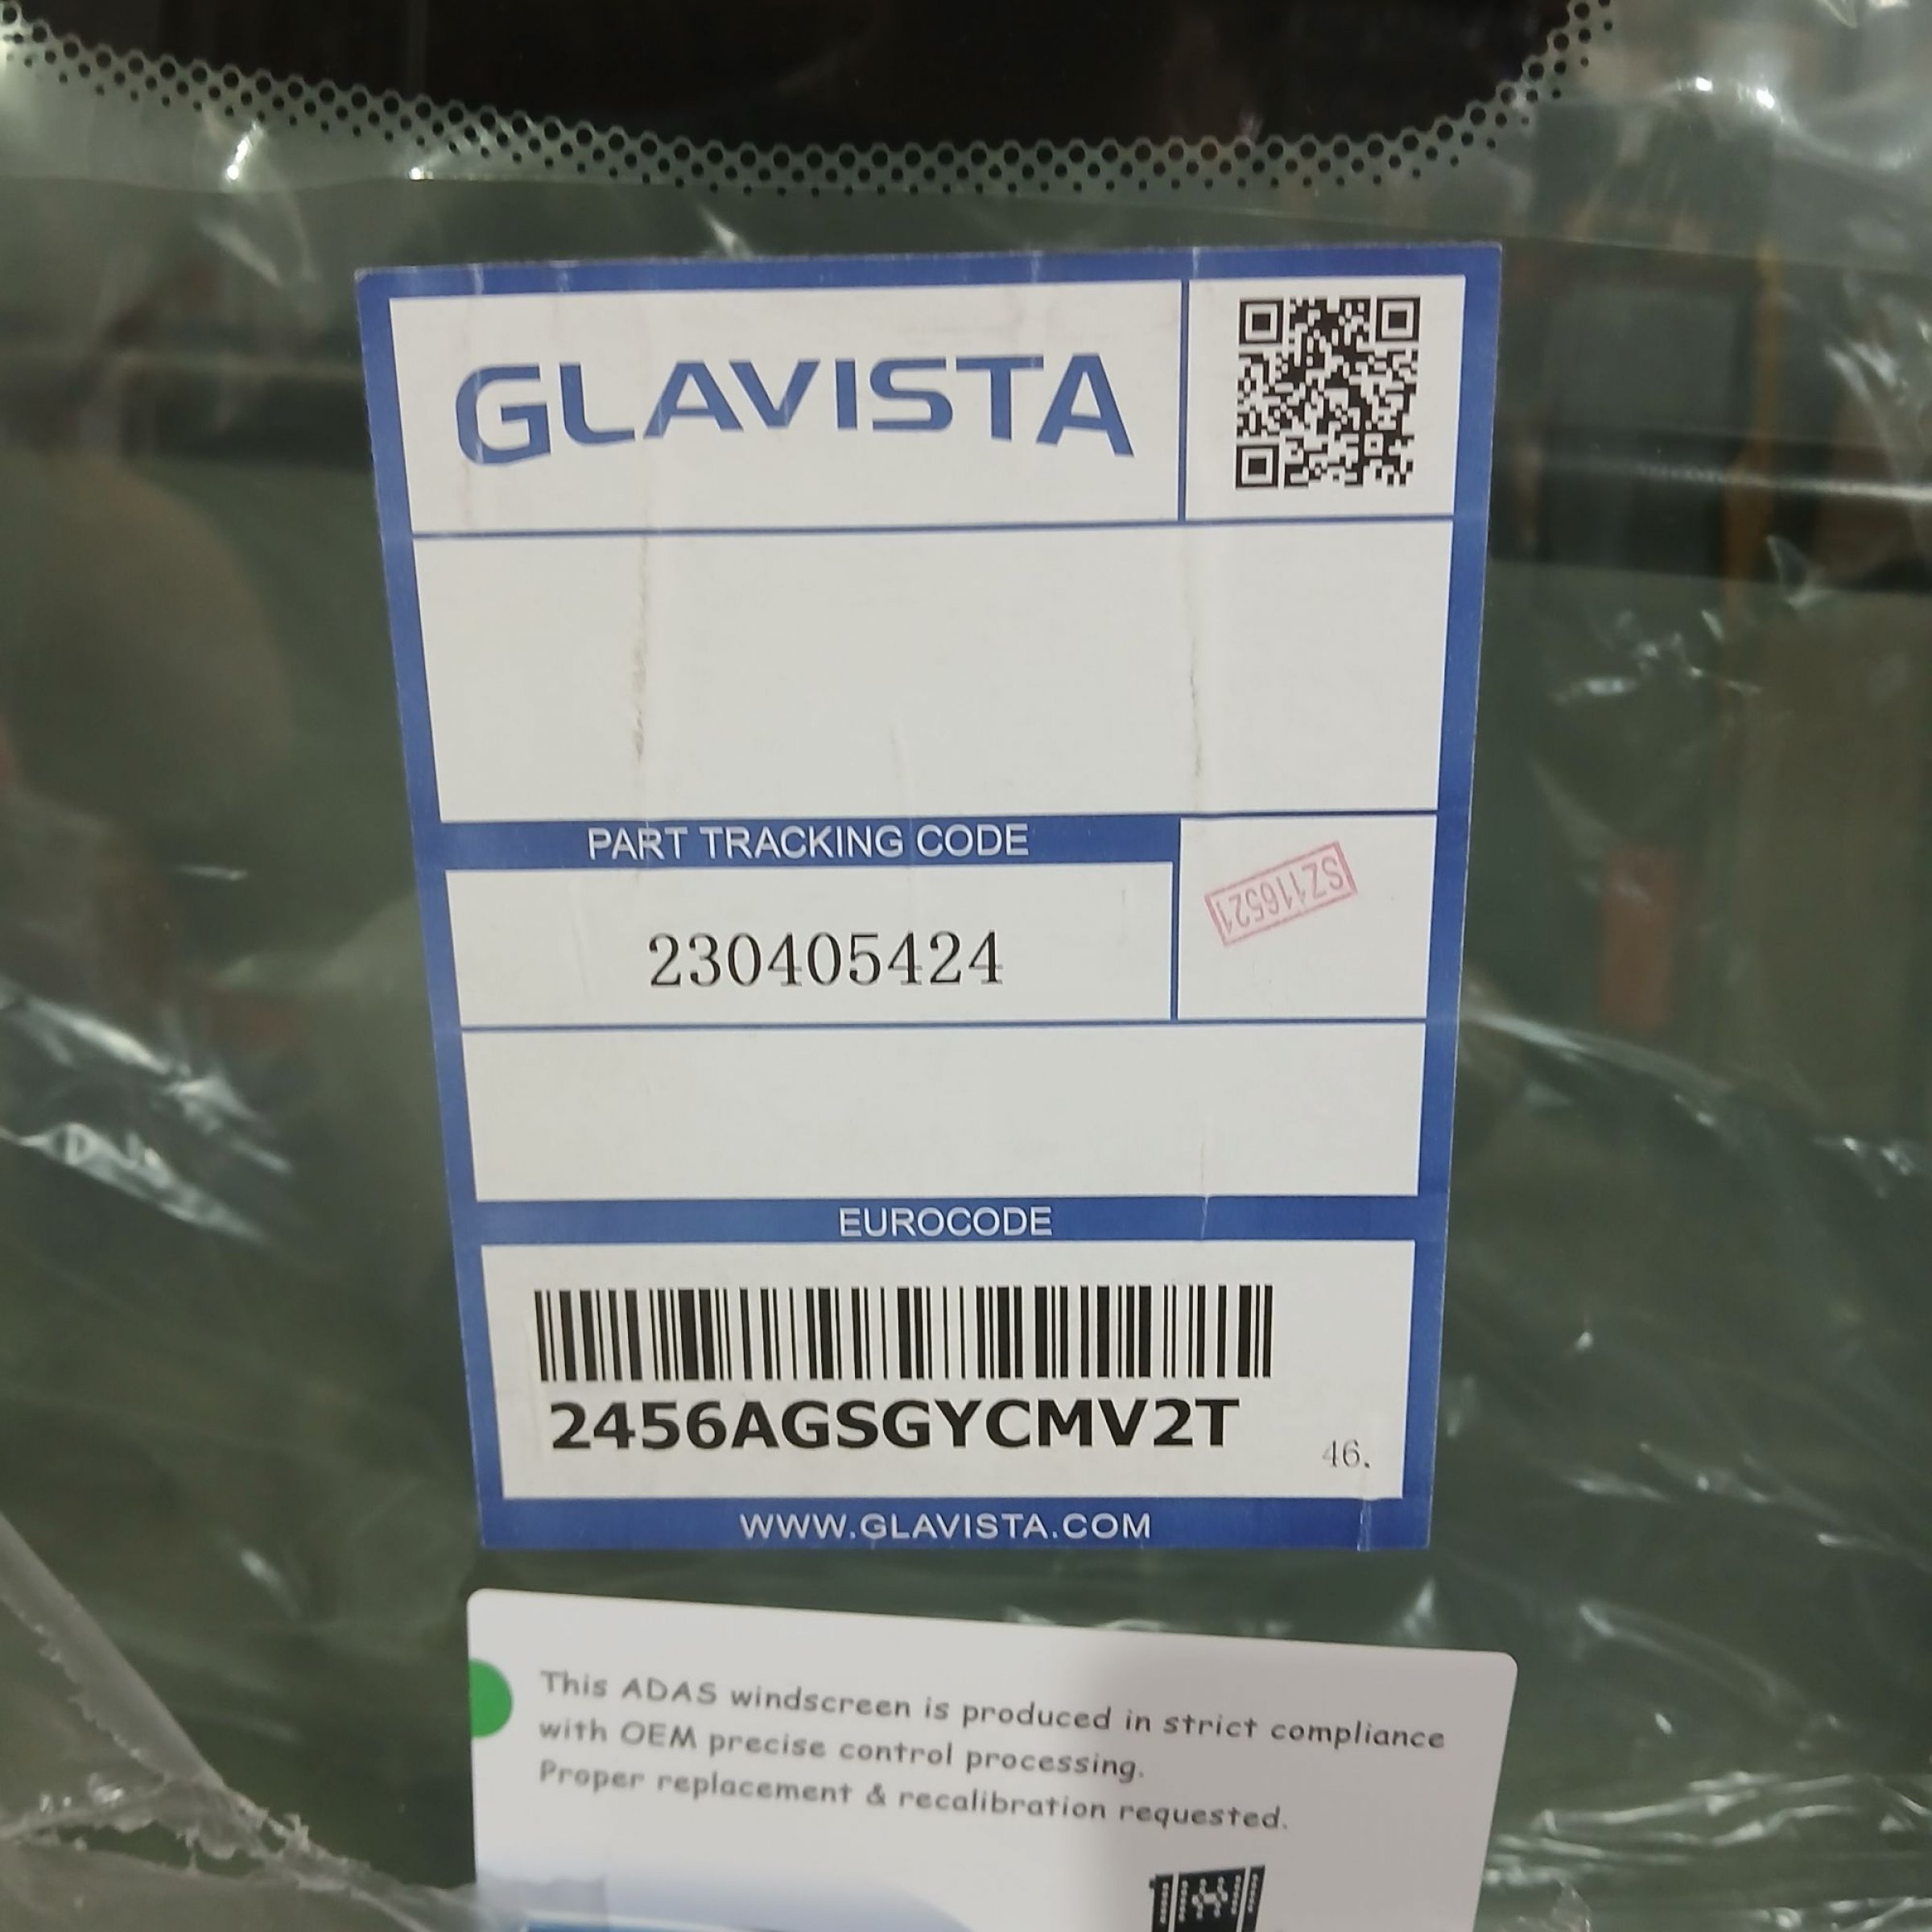 GLAVISTA
PART TRACKING CODE
230405424
SZ116521
EUROCODE
2456AGSGYCMV2T
46.
WWW.GLAVISTA.COM
This ADAS windscreen is produced in strict compliance
with OEM precise control processing.
Proper replacement & recalibration requested.